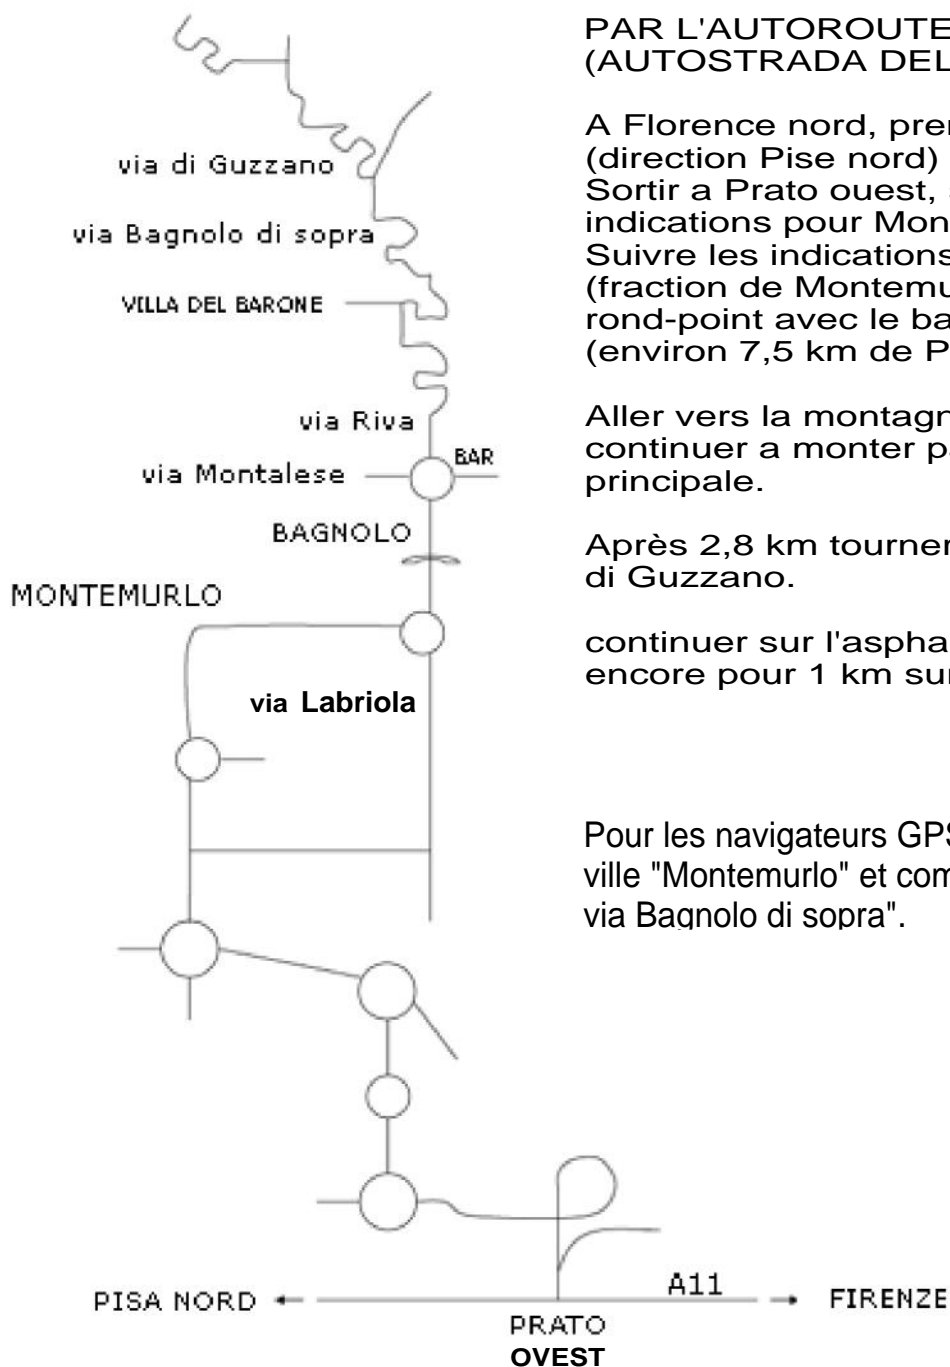 PAR L'AUTOROUTE
(AUTOSTRADA DEL
A Florence nord, pre
(direction Pise nord)
Sortir a Prato ouest,
indications pour Mon
Suivre les indications
(fraction de Montemu
rond-point avec le ba
(environ 7,5 km de P
Aller vers la montagn
continuer a monter pa
principale.
Après 2,8 km tourner
di Guzzano.
continuer sur l'aspha
encore pour 1 km sur
Pour les navigateurs GPS
ville "Montemurlo" et com
via Bagnolo di sopra".
via di Guzzano
via Bagnolo di sopra
VILLA DEL BARONE
via Riva
BAR
via Montalese
BAGNOLO
MONTEMURLO
via Labriola
A11
PISA NORD
FIRENZE
PRATO
OVEST